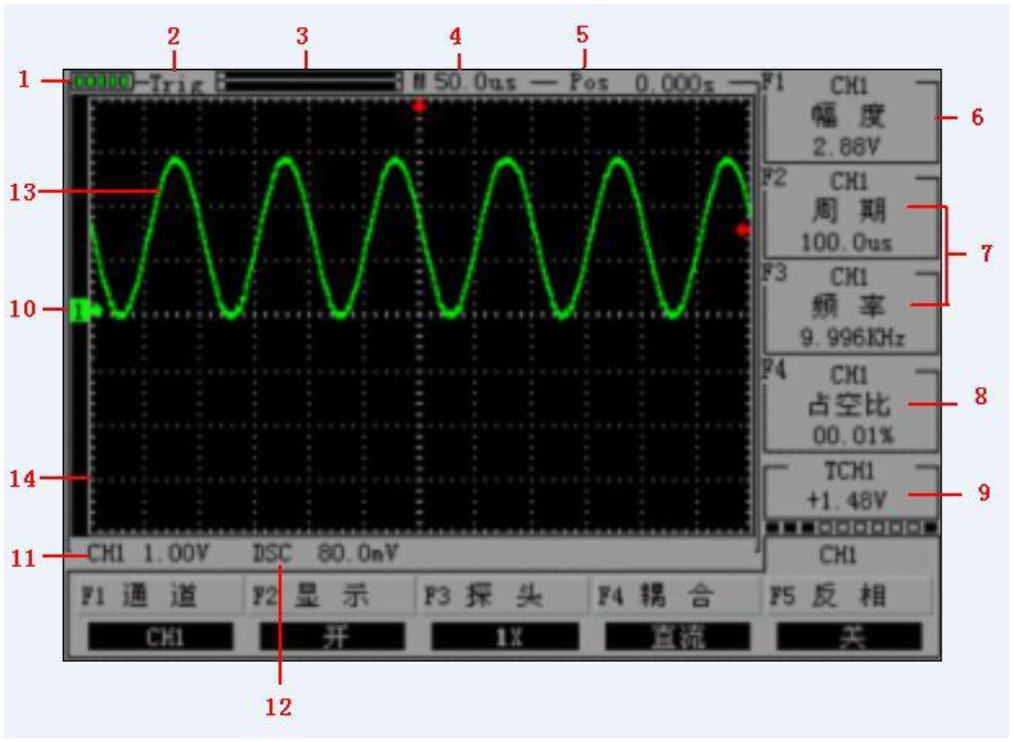 2 3 4 5
1 Trig M 50.0us Pos 0.000s
F1 CH1
幅 度
2.88V
6
F2 CH1
周 期
100.0us
7
F3 CH1
频 率
9.996KHz
F4 CH1
占空比
00.01%
8
TCH1
+1.48V
9
13
10
1
14
11 CH1 1.00V DSC 80.0mV CH1
F1 通 道 F2 显 示 F3 探 头 F4 耦 合 F5 反 相
CH1 开 1X 直流 关
12